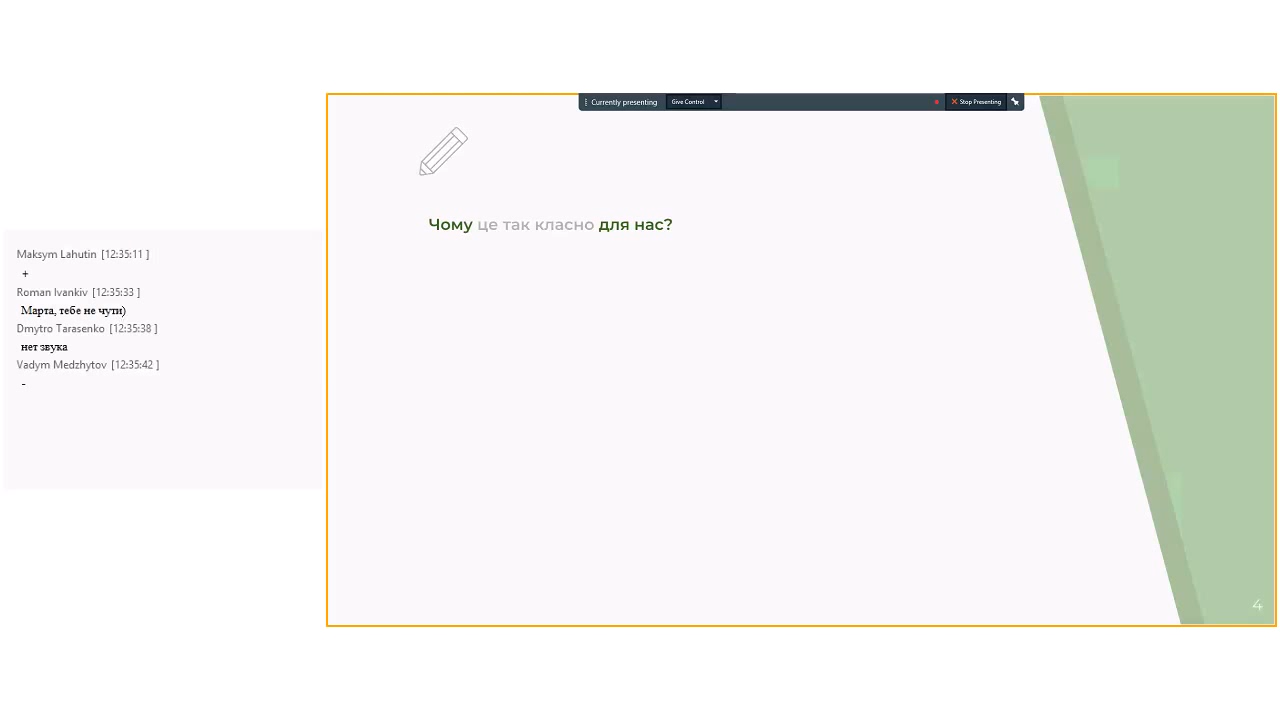 Currently presenting Give Control Stop Presenting
Чому це так класно для нас?
Maksym Lahutin [12:35:11 ]
+
Roman Ivankiv [12:35:33 ]
Марта, тебе не чути)
Dmytro Tarasenko [12:35:38 ]
нет звука
Vadym Medzhytov [12:35:42 ]
-
4